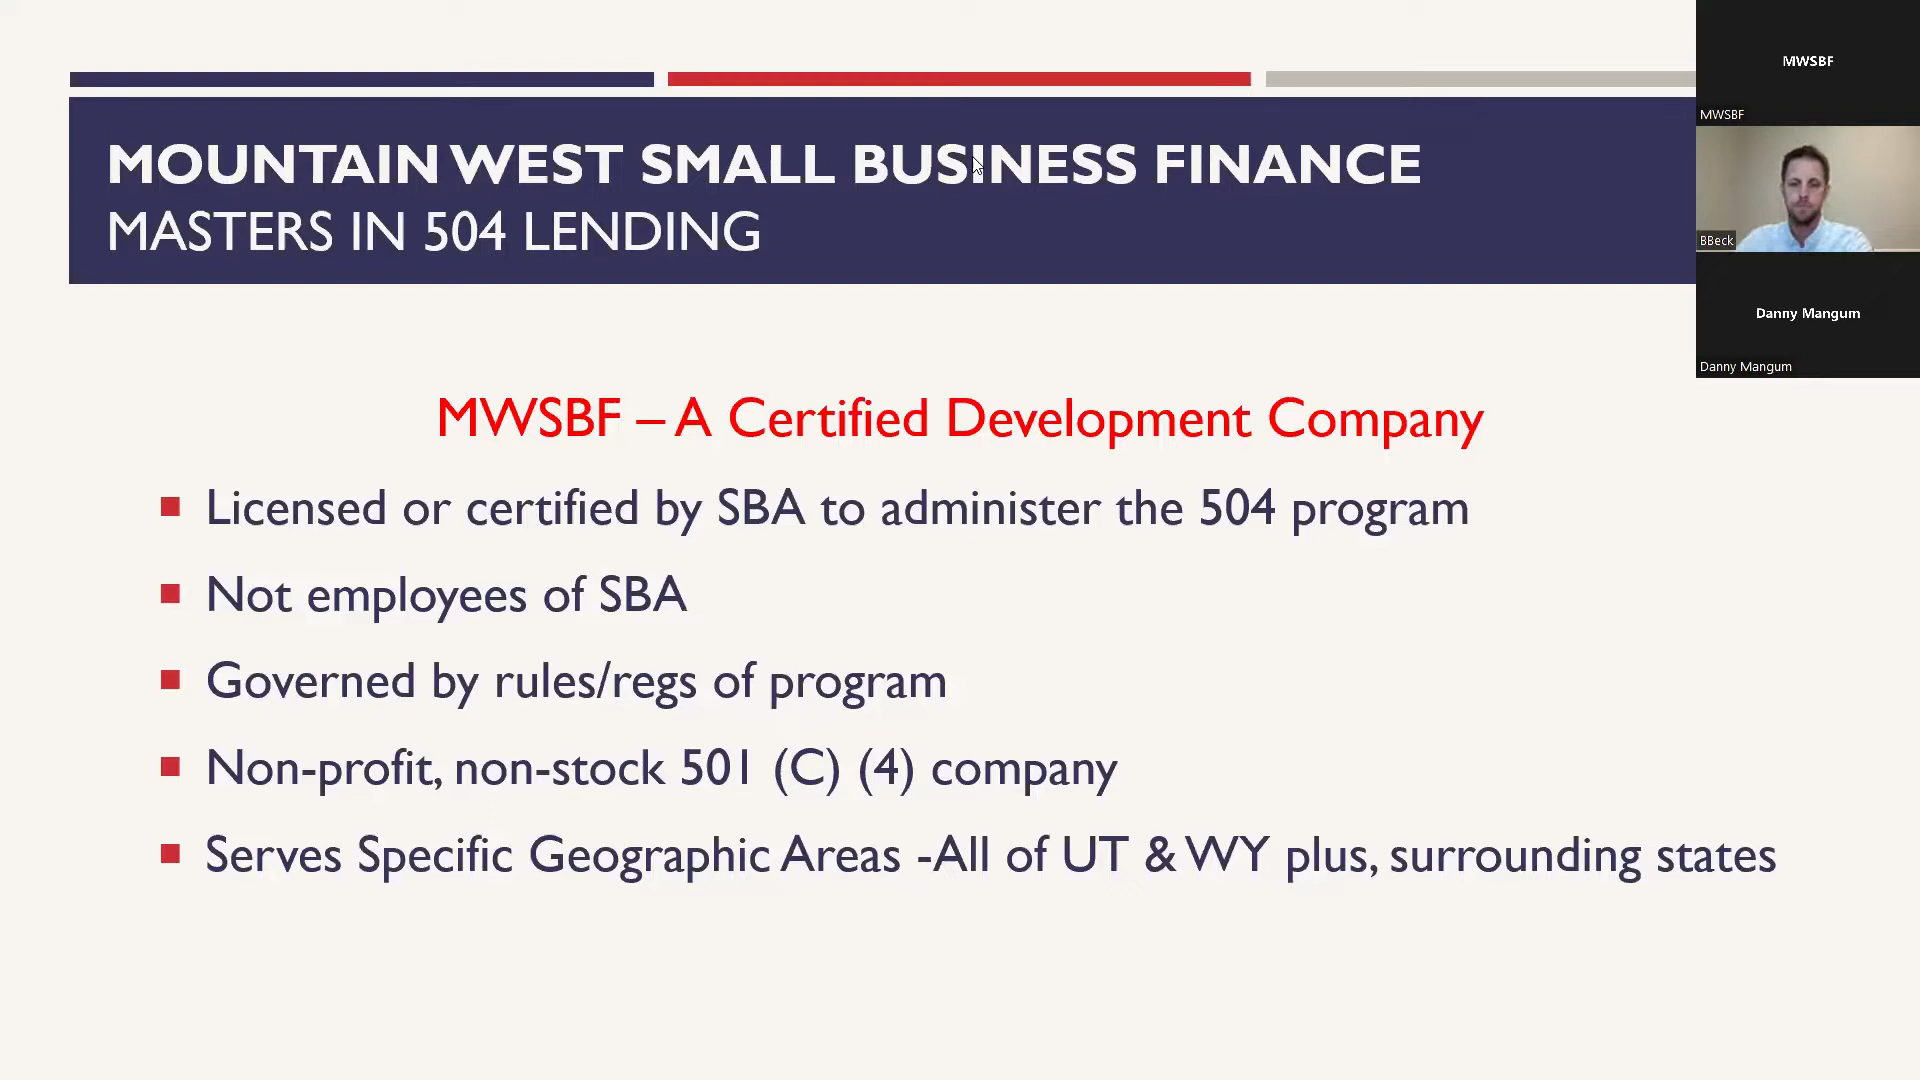 MOUNTAIN WEST SMALL BUSINESS FINANCE
MASTERS IN 504 LENDING
MWSBF – A Certified Development Company
Licensed or certified by SBA to administer the 504 program
Not employees of SBA
Governed by rules/regs of program
Non-profit, non-stock 501 (C) (4) company
Serves Specific Geographic Areas -All of UT & WY plus, surrounding states
MWSBF
MWSBF
BBeck
Danny Mangum
Danny Mangum